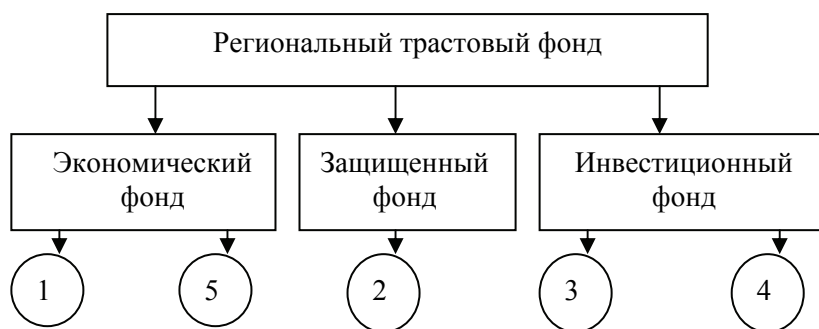 Региональный трастовый фонд
Экономический
фонд
Защищенный
фонд
Инвестиционный
фонд
1
5
2
3
4